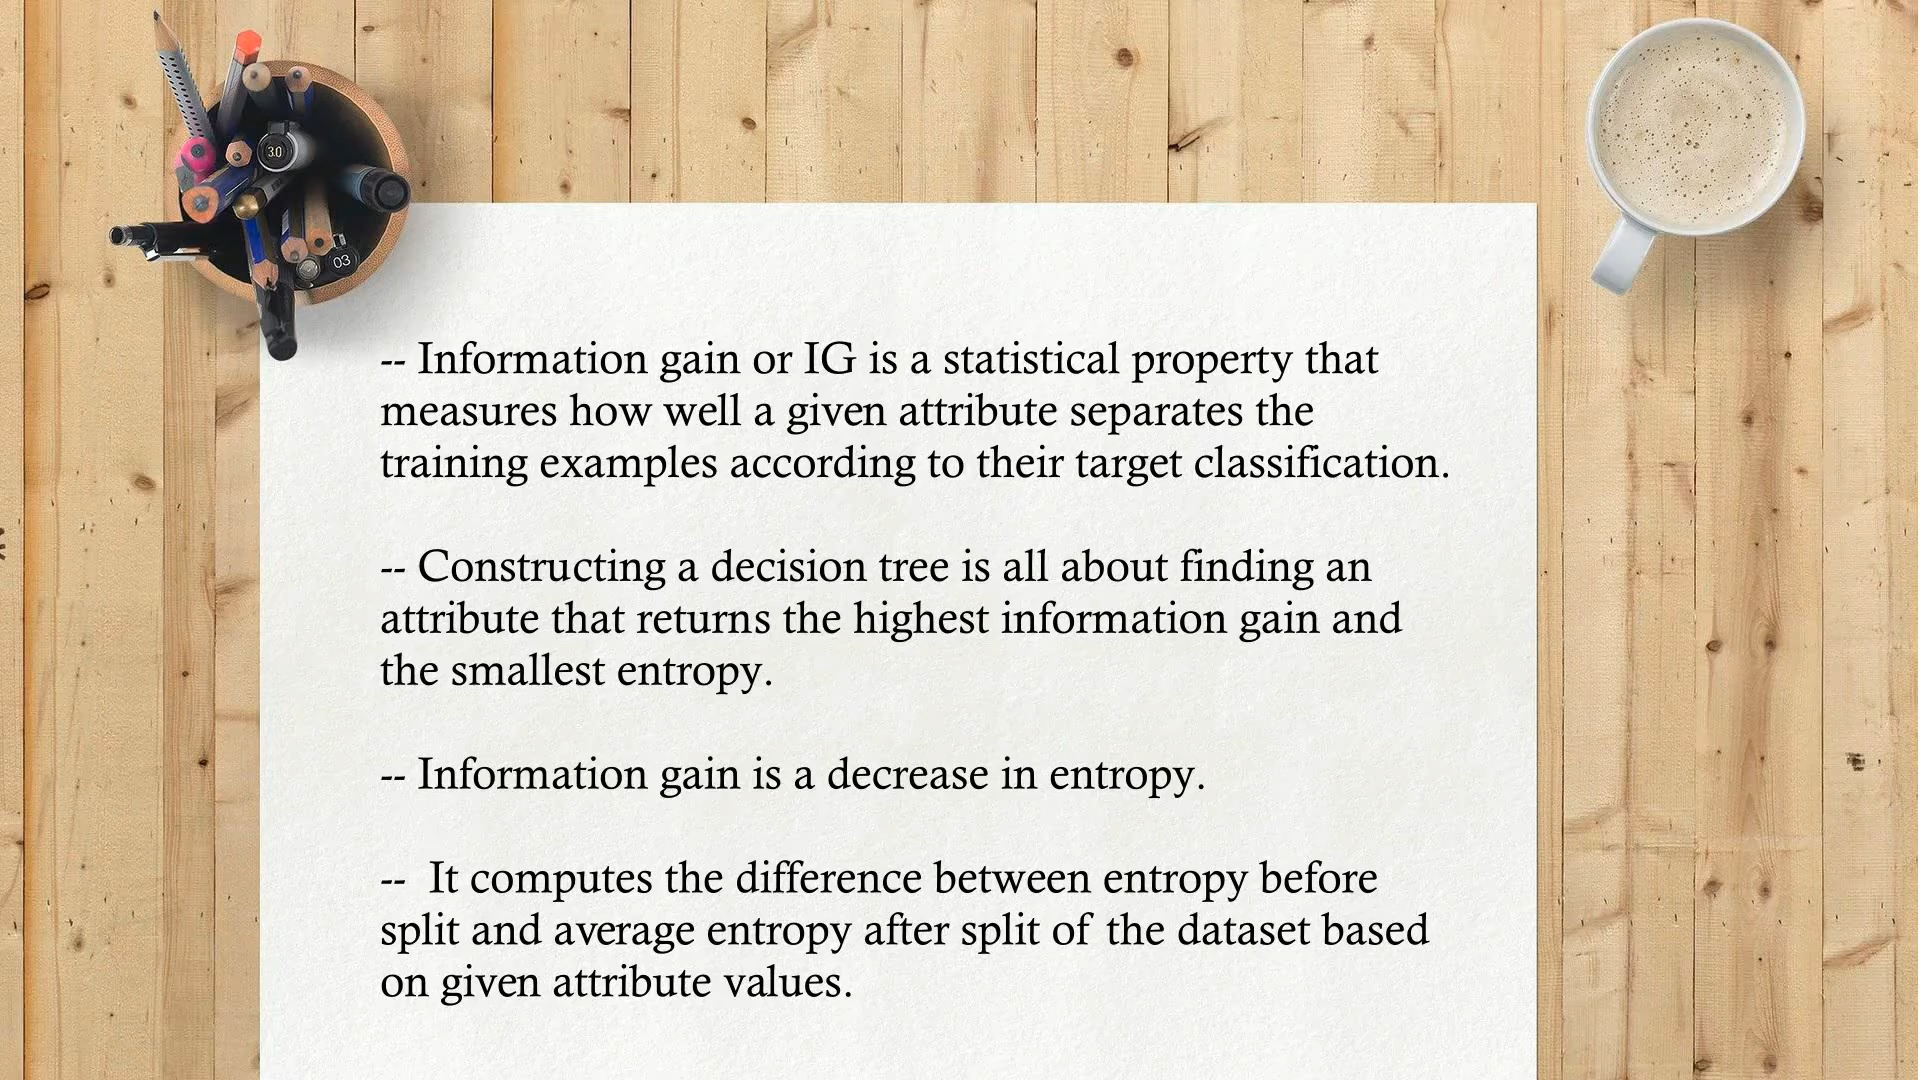 3.0
03
-- Information gain or IG is a statistical property that
measures how well a given attribute separates the
training examples according to their target classification.
-- Constructing a decision tree is all about finding an
attribute that returns the highest information gain and
the smallest entropy.
-- Information gain is a decrease in entropy.
--  It computes the difference between entropy before
split and average entropy after split of the dataset based
on given attribute values.